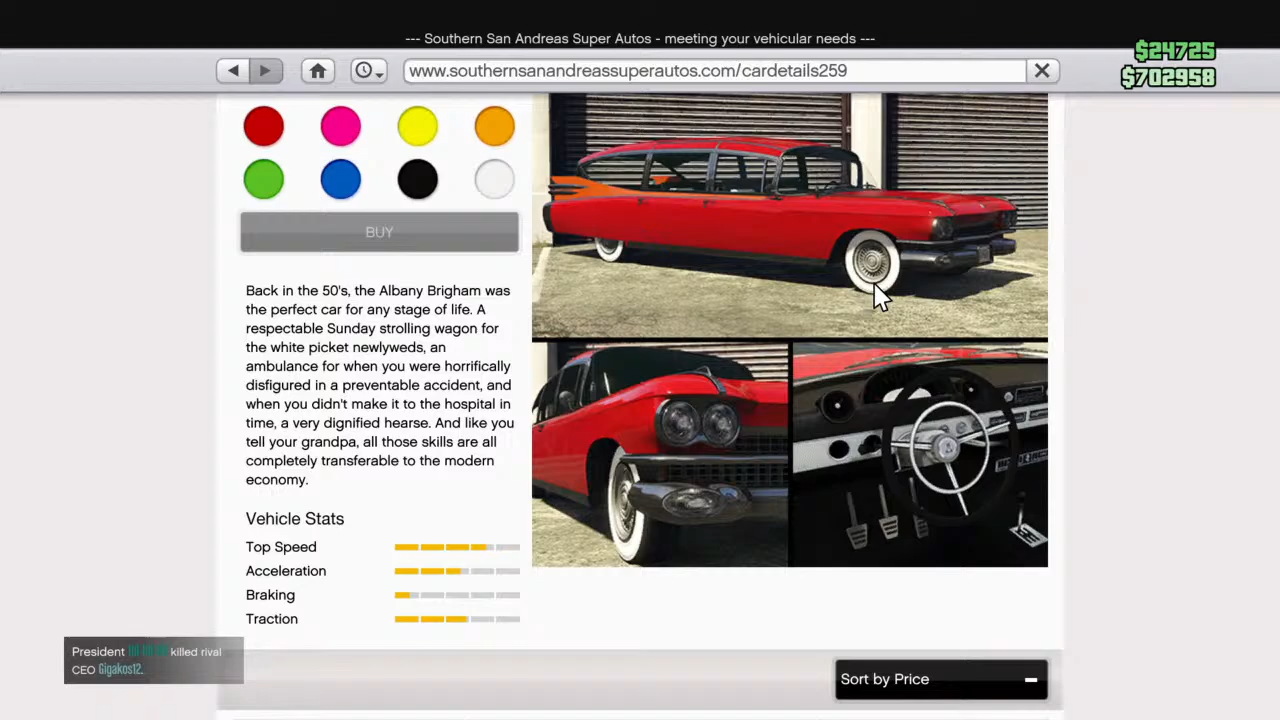 --- Southern San Andreas Super Autos - meeting your vehicular needs ---
$24725
$702958
www.southernsanandreassuperautos.com/cardetails259
BUY
Back in the 50's, the Albany Brigham was
the perfect car for any stage of life. A
respectable Sunday strolling wagon for
the white picket newlyweds, an
ambulance for when you were horrifically
disfigured in a preventable accident, and
when you didn't make it to the hospital in
time, a very dignified hearse. And like you
tell your grandpa, all those skills are all
completely transferable to the modern
economy.
Vehicle Stats
Top Speed
Acceleration
Braking
Traction
President killed rival
CEO Gigakos12.
Sort by Price